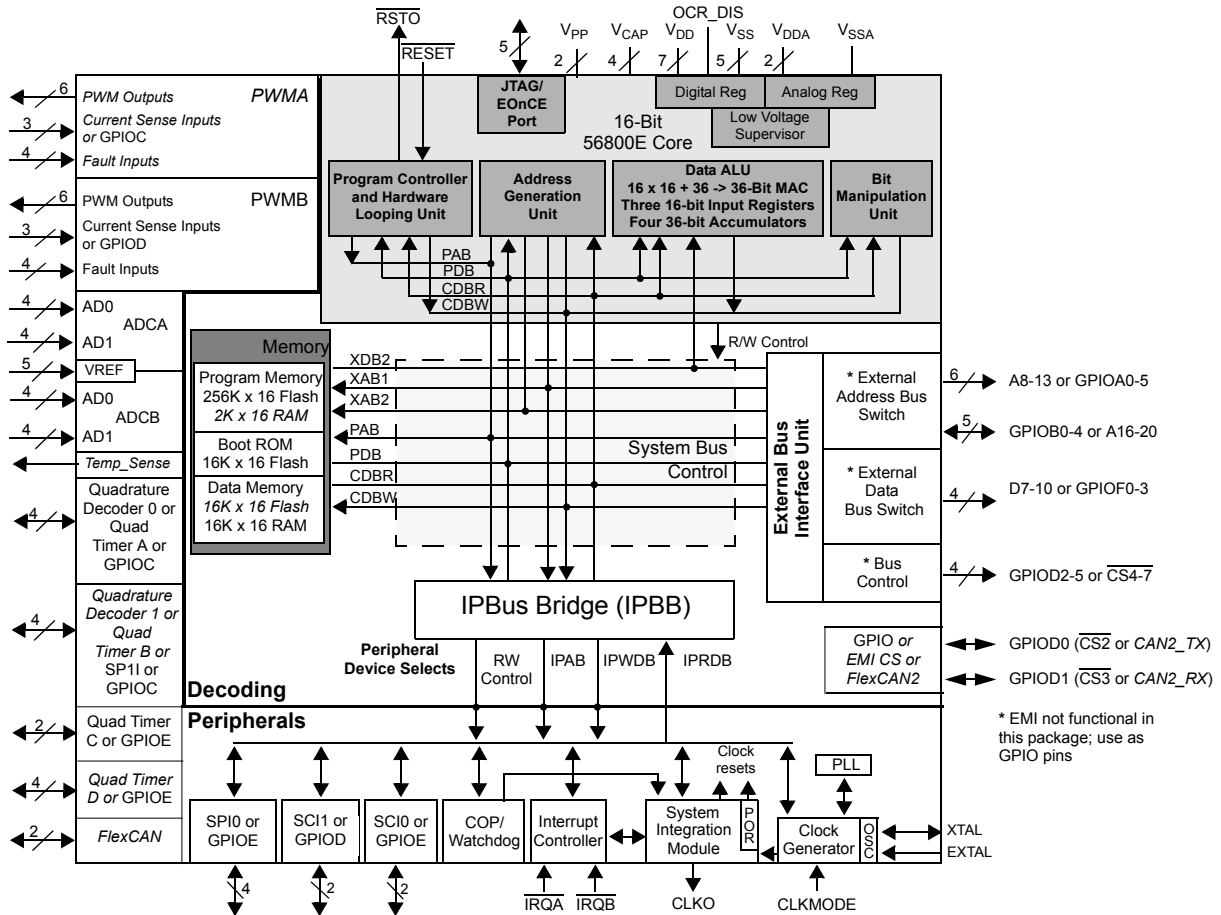 RSTO
RESET
5
VPP
2
VCAP
4
VDD
7
OCR_DIS
VSS
5
VDDA
2
VSSA
6
PWM Outputs
PWMA
3
Current Sense Inputs
or GPIOC
4
Fault Inputs
6
PWM Outputs
PWMB
3
Current Sense Inputs
or GPIOD
4
Fault Inputs
4
AD0
ADCA
4
AD1
5
VREF
4
AD0
ADCB
4
AD1
Temp_Sense
4
Quadrature
Decoder 0 or
Quad
Timer A or
GPIOC
4
Quadrature
Decoder 1 or
Quad
Timer B or
SP1I or
GPIOC
2
Quad Timer
C or GPIOE
4
Quad Timer
D or GPIOE
2
FlexCAN
JTAG/
EOnCE
Port
16-Bit
56800E Core
Digital Reg
Analog Reg
Low Voltage
Supervisor
Program Controller
and Hardware
Looping Unit
Address
Generation
Unit
Data ALU
16 x 16 + 36 -> 36-Bit MAC
Three 16-bit Input Registers
Four 36-bit Accumulators
Bit
Manipulation
Unit
PAB
PDB
CDBR
CDBW
R/W Control
Memory
Program Memory
256K x 16 Flash
2K x 16 RAM
Boot ROM
16K x 16 Flash
Data Memory
16K x 16 Flash
16K x 16 RAM
XDB2
XAB1
XAB2
PAB
PDB
CDBR
CDBW
System Bus
Control
External Bus
Interface Unit
* External
Address Bus
Switch
* External
Data
Bus Switch
* Bus
Control
6
A8-13 or GPIOA0-5
5
GPIOB0-4 or A16-20
4
D7-10 or GPIOF0-3
4
GPIOD2-5 or CS4-7
IPBus Bridge (IPBB)
Peripheral
Device Selects
RW
Control
IPAB
IPWDB
IPRDB
GPIO or
EMI CS or
FlexCAN2
GPIOD0 (CS2 or CAN2_TX)
GPIOD1 (CS3 or CAN2_RX)
* EMI not functional in
this package; use as
GPIO pins
Decoding
Peripherals
Clock
resets
PLL
SPI0 or
GPIOE
SCI1 or
GPIOD
SCI0 or
GPIOE
COP/
Watchdog
Interrupt
Controller
System
Integration
Module
POR
Clock
Generator
OSC
XTAL
EXTAL
4
2
2
IRQA
IRQB
CLKO
CLKMODE